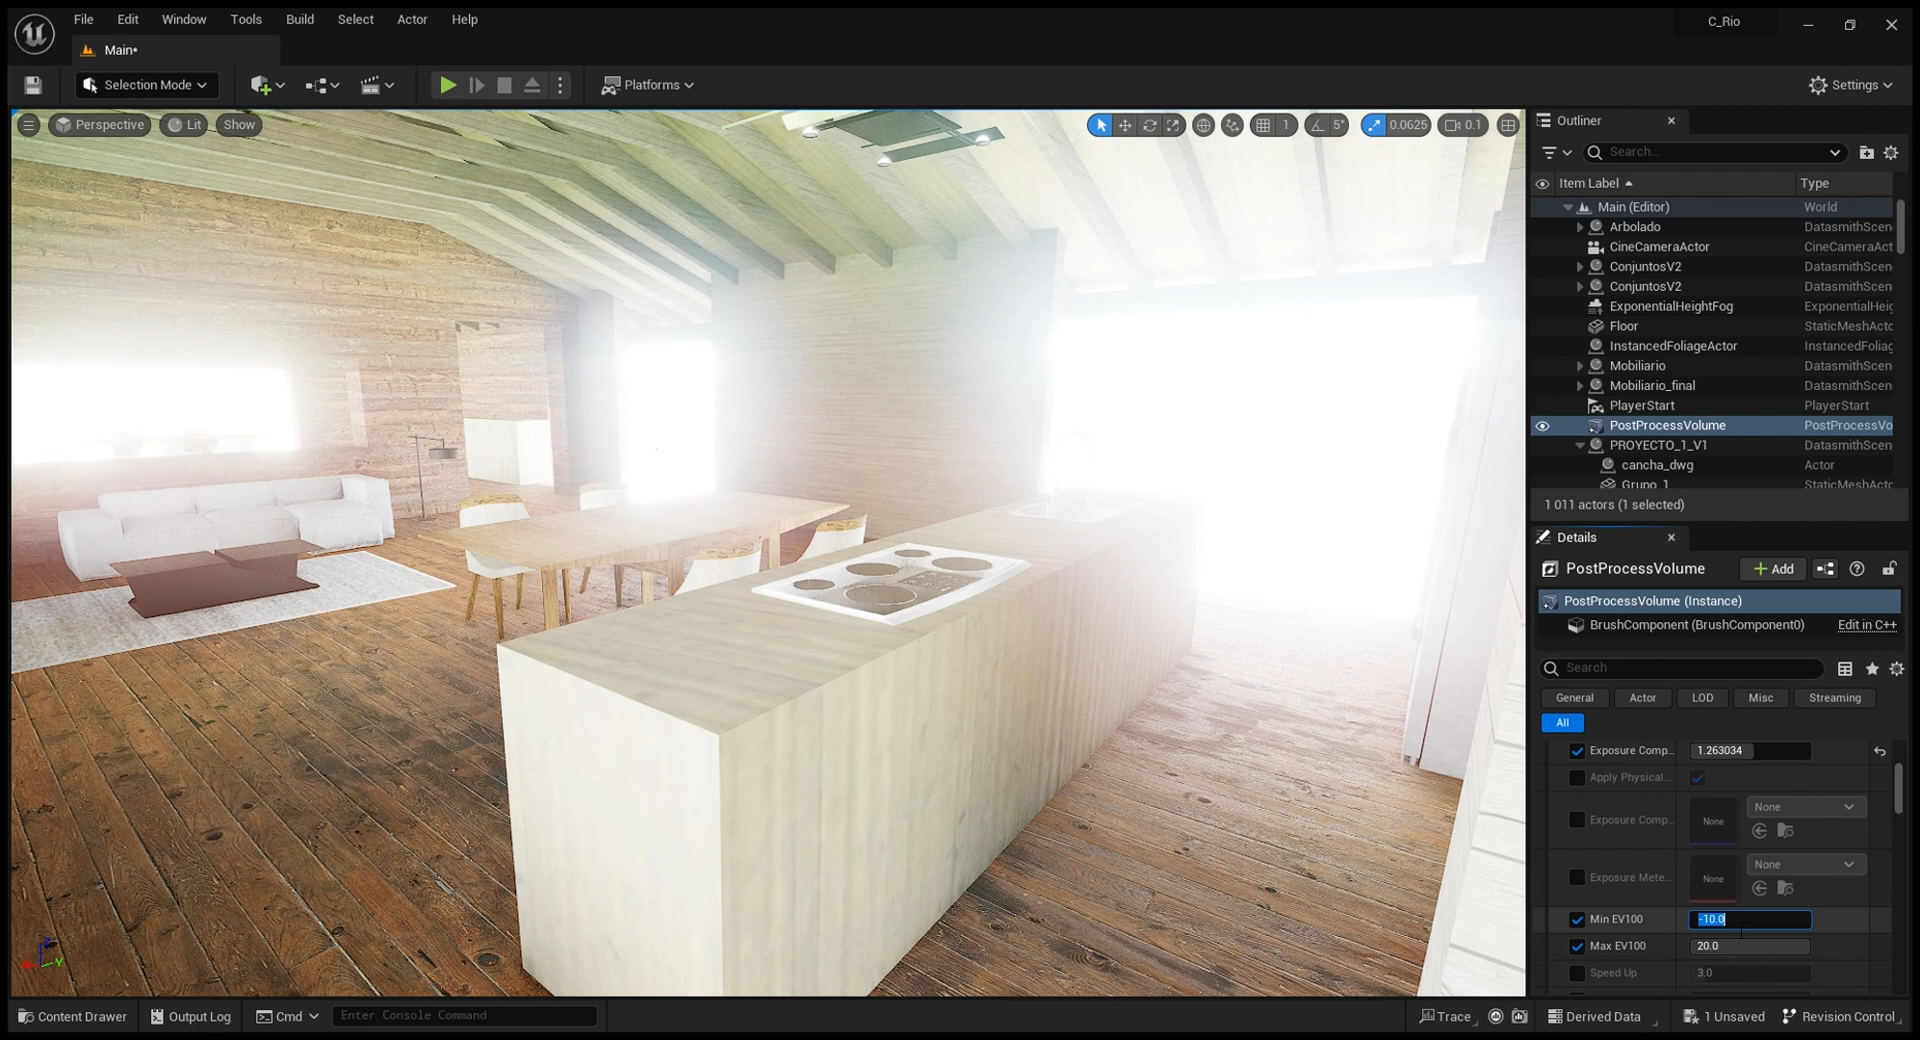 File Edit Window Tools Build Select Actor Help
C_Rio
Main•
Selection Mode
Platforms
Settings
Perspective Lit Show
1 5° 0.0625 0.1
Outliner
Search...
Item Label Type
Main (Editor) World
Arbolado DatasmithScen
CineCameraActor CineCameraAct
ConjuntosV2 DatasmithScen
ConjuntosV2 DatasmithScen
ExponentialHeightFog ExponentialHeig
Floor StaticMeshActo
InstancedFoliageActor InstancedFoliag
Mobiliario DatasmithScen
Mobiliario_final DatasmithScen
PlayerStart PlayerStart
PostProcessVolume PostProcessVo
PROYECTO_1_V1 DatasmithScen
cancha_dwg Actor
Grupo_1 StaticMeshActo
1 011 actors (1 selected)
Details
PostProcessVolume
Add
PostProcessVolume (Instance)
BrushComponent (BrushComponent0) Edit in C++
Search
General Actor LOD Misc Streaming
All
Exposure Comp... 1.263034
Apply Physical...
None
Exposure Comp... None
None
Exposure Mete... None
Min EV100 -10.0
Max EV100 20.0
Speed Up 3.0
Z
Y
Content Drawer Output Log Cmd Enter Console Command
Trace Derived Data 1 Unsaved Revision Control